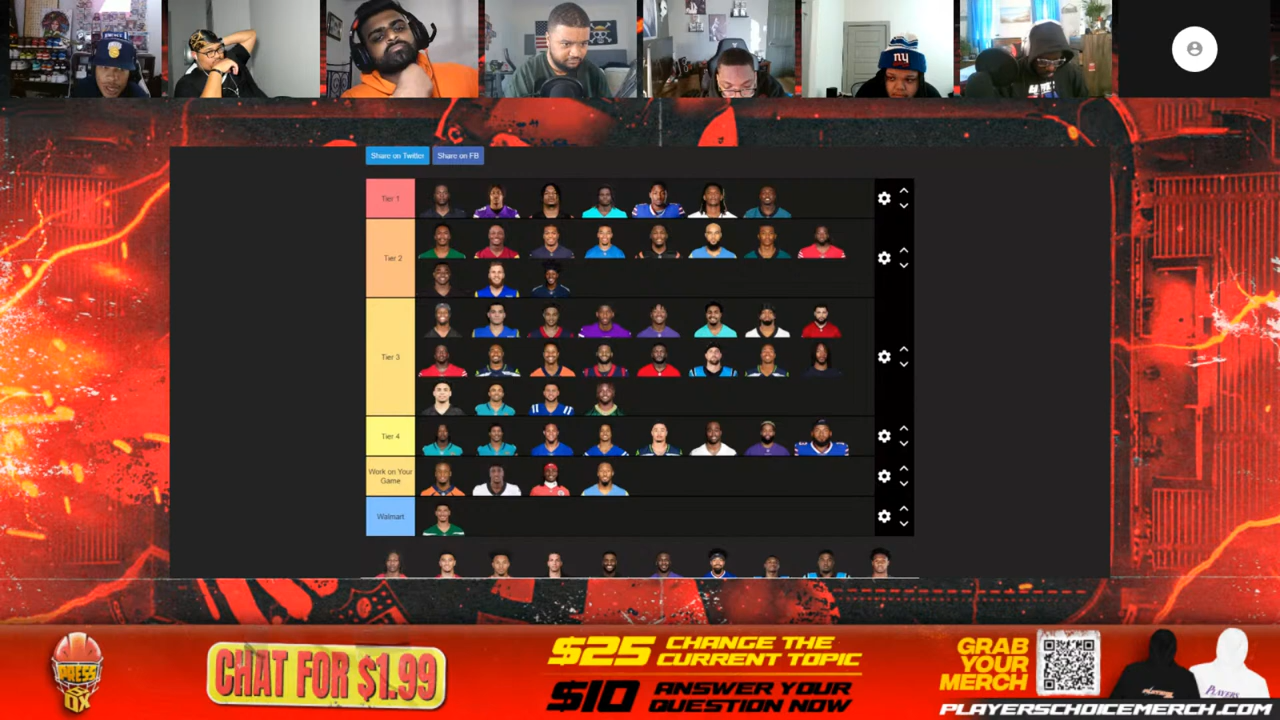 ny
Share on Twitter Share on FB
Tier 1
Tier 2
Tier 3
Tier 4
Work on Your
Game
Walmart
PRESS
CHAT FOR $1.99
$25 CHANGE THE
CURRENT TOPIC
$10 ANSWER YOUR
QUESTION NOW
GRAB
YOUR
MERCH
PLAYERSCHOICEMERCH.COM